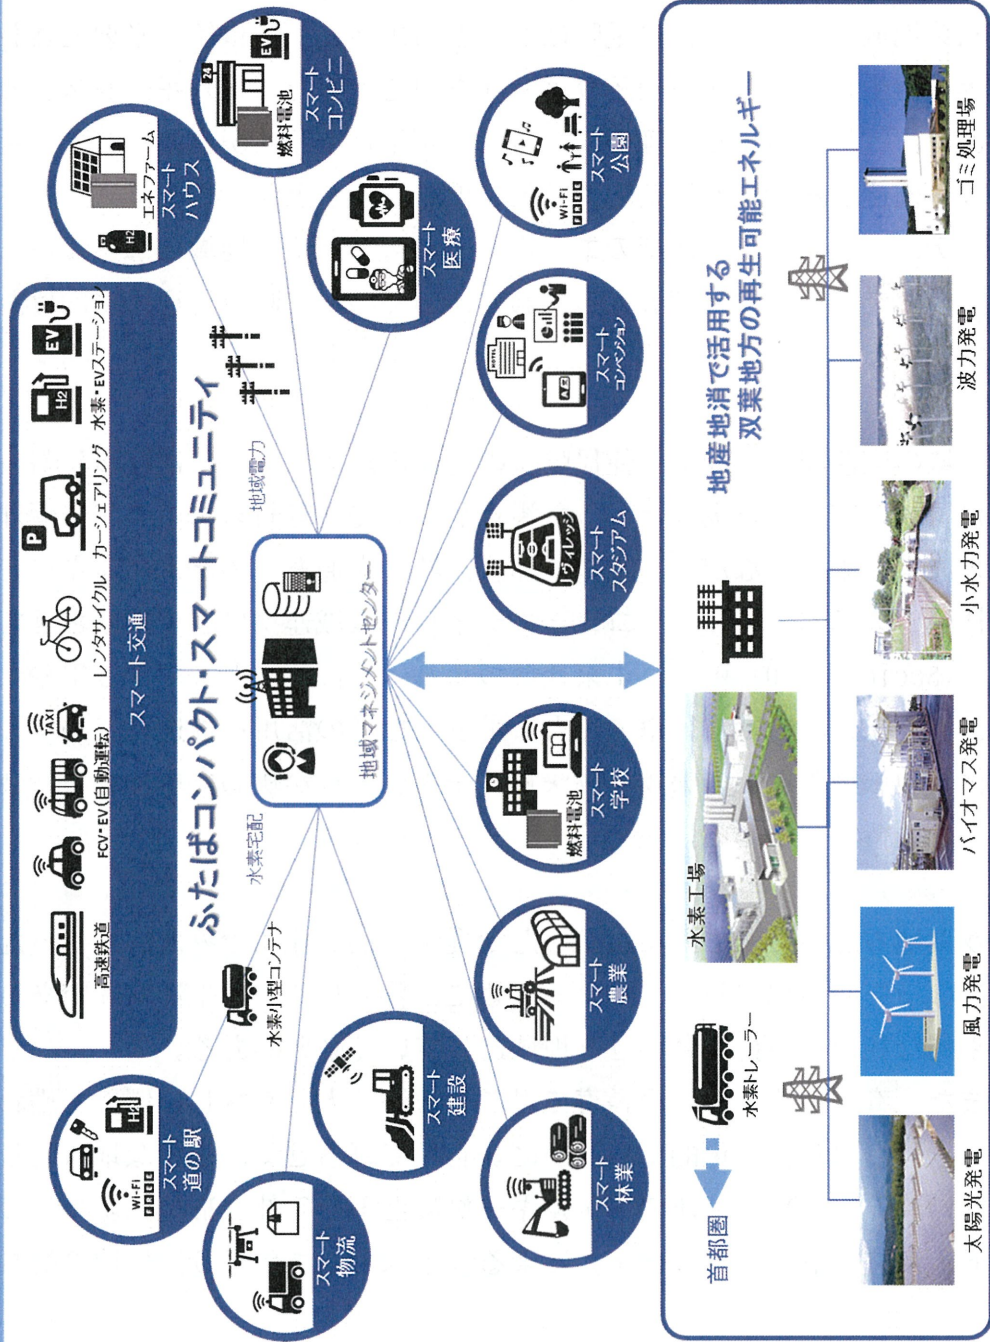 高速鉄道
TAXI
FCV・EV(自動運転)
レンタサイクル
P
カーシェアリング
H2
EV
水素・EVステーション
スマート交通
ふたばコンパクト・スマートコミュニティ
Wi-Fi
FREE
H2
スマート
道の駅
H2
エネファーム
スマート
ハウス
24
EV
燃料電池
スマート
コンビニ
スマート
物流
水素小型コンテナ
水素宅配
地域電力
地域マネジメントセンター
スマート
建設
スマート
医療
スマート
林業
スマート
農業
燃料電池
スマート
学校
Jヴィレッジ
スマート
スタジアム
HOTEL
スマート
コンベンション
Wi-Fi
FREE
スマート
公園
首都圏
水素トレーラー
水素工場
地産地消で活用する
双葉地方の再生可能エネルギー
太陽光発電
風力発電
バイオマス発電
小水力発電
波力発電
ゴミ処理場